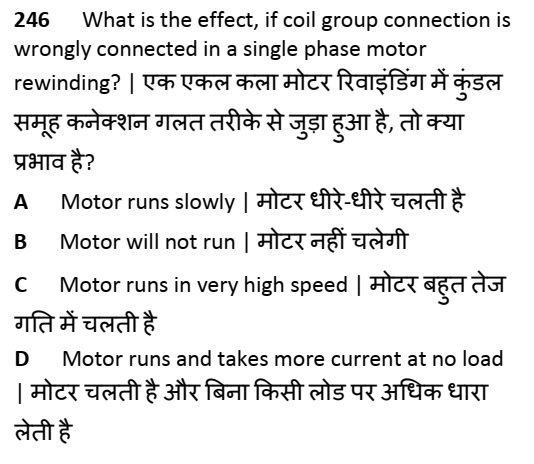 246 What is the effect, if coil group connection is
wrongly connected in a single phase motor
rewinding? | एक एकल कला मोटर रिवाइंडिंग में कुंडल
समूह कनेक्शन गलत तरीके से जुड़ा हुआ है, तो क्या
प्रभाव है?
A Motor runs slowly | मोटर धीरे-धीरे चलती है
B Motor will not run | मोटर नहीं चलेगी
C Motor runs in very high speed | मोटर बहुत तेज
गति में चलती है
D Motor runs and takes more current at no load
| मोटर चलती है और बिना किसी लोड पर अधिक धारा
लेती है